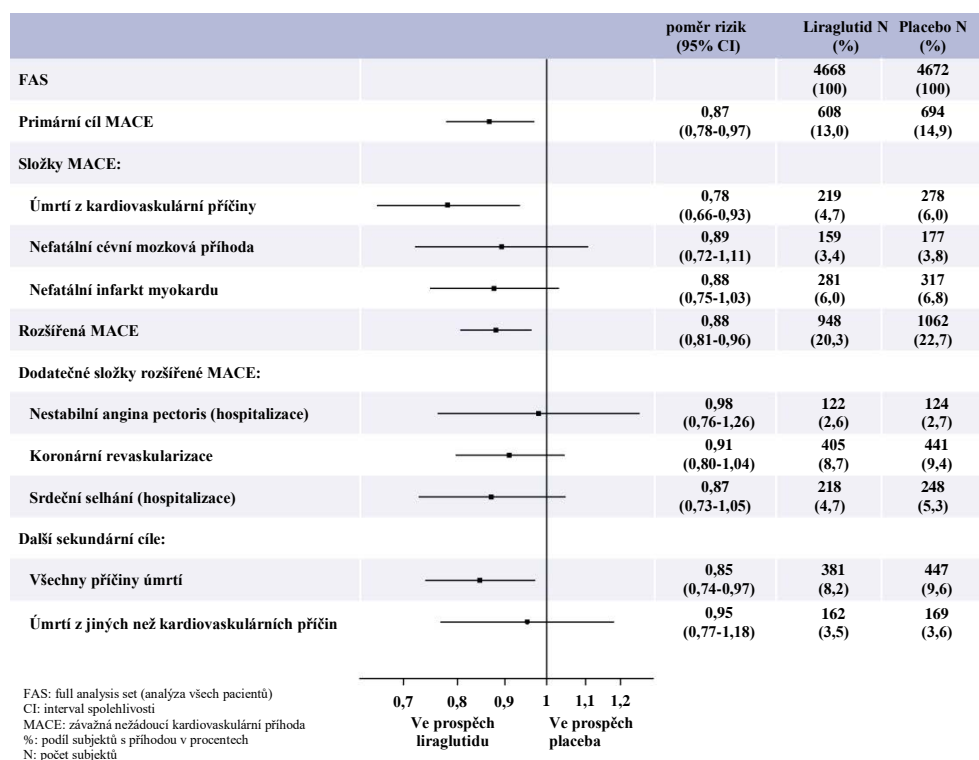 poměr rizik Liraglutid N Placebo N
(95% CI) (%) (%)
FAS 4668 4672
(100) (100)
Primární cíl MACE 0,87 608 694
(0,78-0,97) (13,0) (14,9)
Složky MACE:
Úmrtí z kardiovaskulární příčiny 0,78 219 278
(0,66-0,93) (4,7) (6,0)
Nefatální cévní mozková příhoda 0,89 159 177
(0,72-1,11) (3,4) (3,8)
Nefatální infarkt myokardu 0,88 281 317
(0,75-1,03) (6,0) (6,8)
Rozšířená MACE 0,88 948 1062
(0,81-0,96) (20,3) (22,7)
Dodatečné složky rozšířené MACE:
Nestabilní angina pectoris (hospitalizace) 0,98 122 124
(0,76-1,26) (2,6) (2,7)
Koronární revaskularizace 0,91 405 441
(0,80-1,04) (8,7) (9,4)
Srdeční selhání (hospitalizace) 0,87 218 248
(0,73-1,05) (4,7) (5,3)
Další sekundární cíle:
Všechny příčiny úmrtí 0,85 381 447
(0,74-0,97) (8,2) (9,6)
Úmrtí z jiných než kardiovaskulárních příčin 0,95 162 169
(0,77-1,18) (3,5) (3,6)
0,7 0,8 0,9 1 1,1 1,2
Ve prospěch Ve prospěch
liraglutidu placeba
FAS: full analysis set (analýza všech pacientů)
CI: interval spolehlivosti
MACE: závažná nežádoucí kardiovaskulární příhoda
%: podíl subjektů s příhodou v procentech
N: počet subjektů